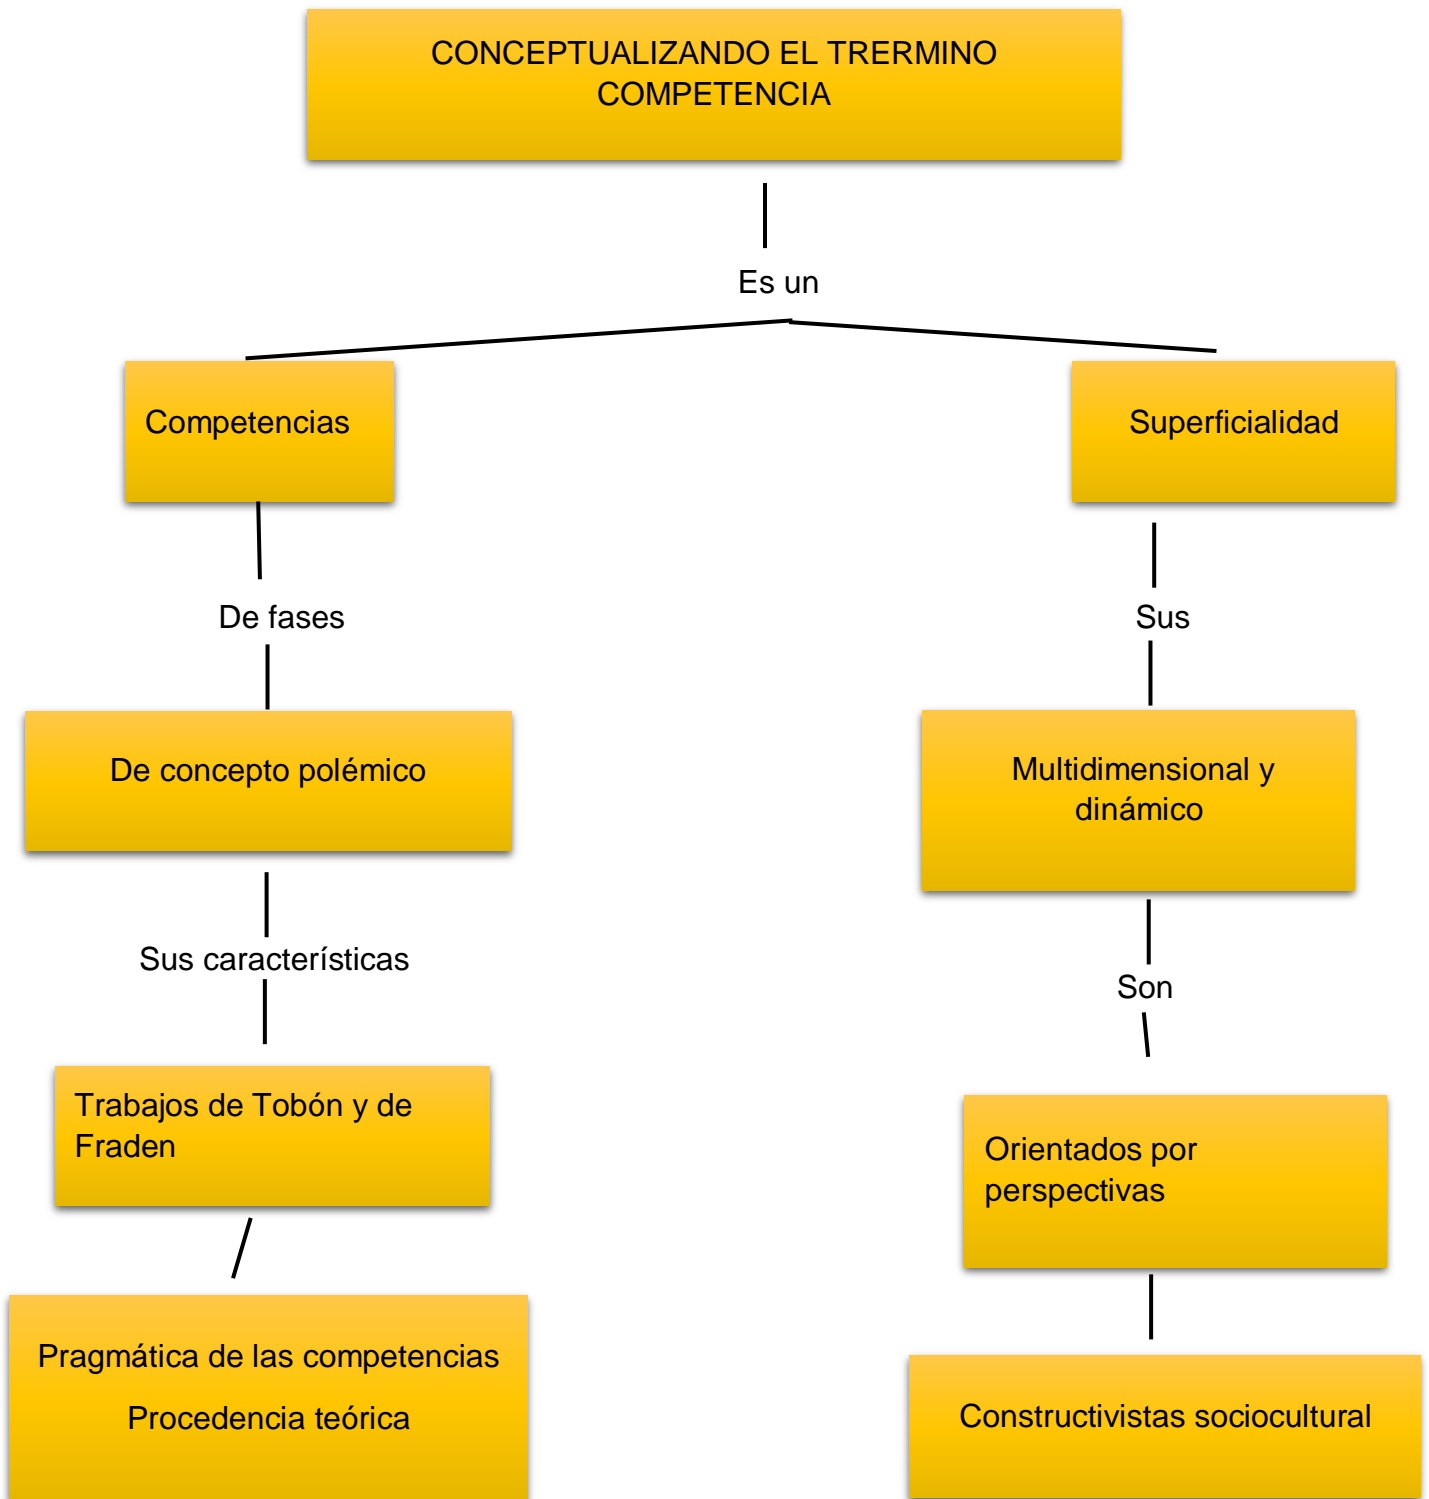 CONCEPTUALIZANDO EL TRERMINO
COMPETENCIA
Es un
Competencias
Superficialidad
De fases
Sus
De concepto polémico
Multidimensional y
dinámico
Sus características
Son
Trabajos de Tobón y de
Fraden
Orientados por
perspectivas
Pragmática de las competencias
Procedencia teórica
Constructivistas sociocultural